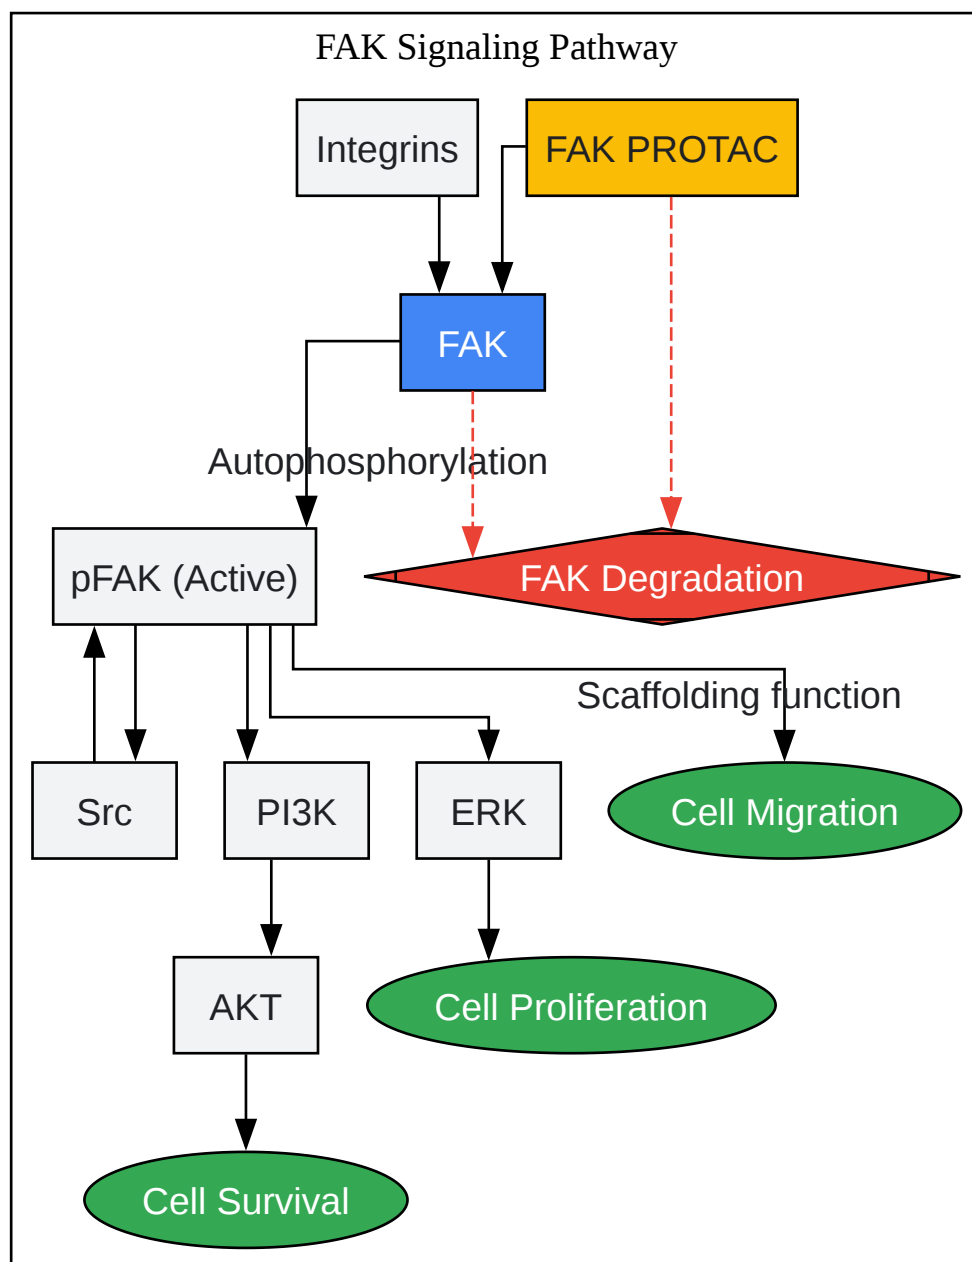 FAK Signaling Pathway
Integrins
FAK PROTAC
FAK
Autophosphorylation
pFAK (Active)
FAK Degradation
Scaffolding function
Src
PI3K
ERK
Cell Migration
AKT
Cell Proliferation
Cell Survival